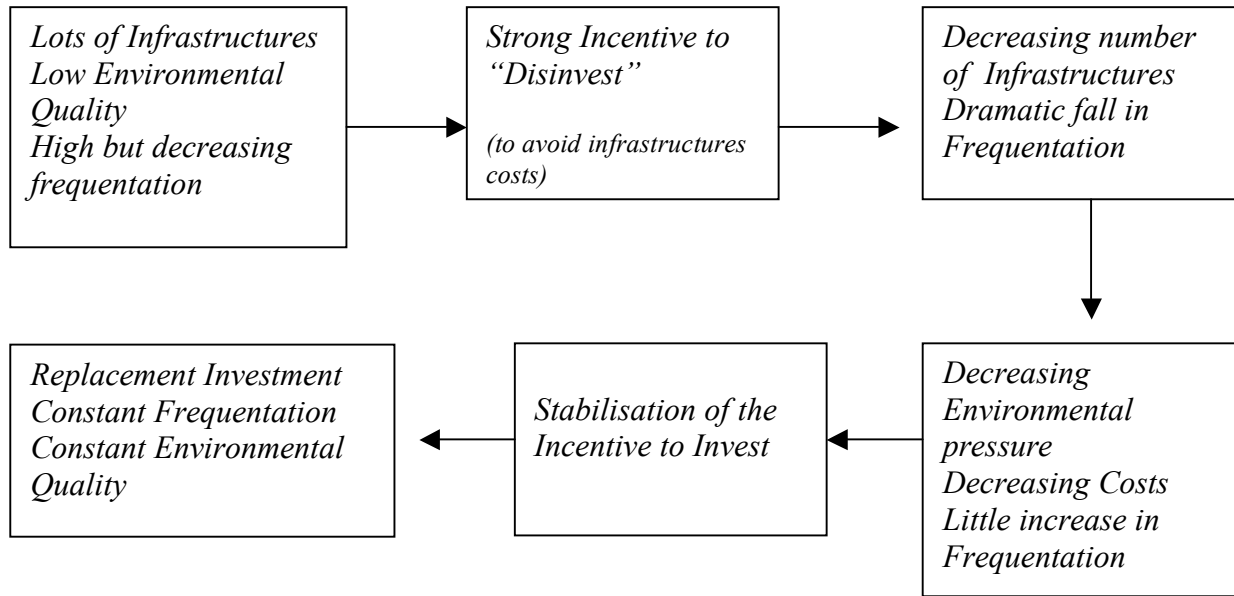 Lots of Infrastructures
Low Environmental
Quality
High but decreasing
frequentation
Strong Incentive to
“Disinvest”
(to avoid infrastructures
costs)
Decreasing number
of Infrastructures
Dramatic fall in
Frequentation
Decreasing
Environmental
pressure
Decreasing Costs
Little increase in
Frequentation
Stabilisation of the
Incentive to Invest
Replacement Investment
Constant Frequentation
Constant Environmental
Quality